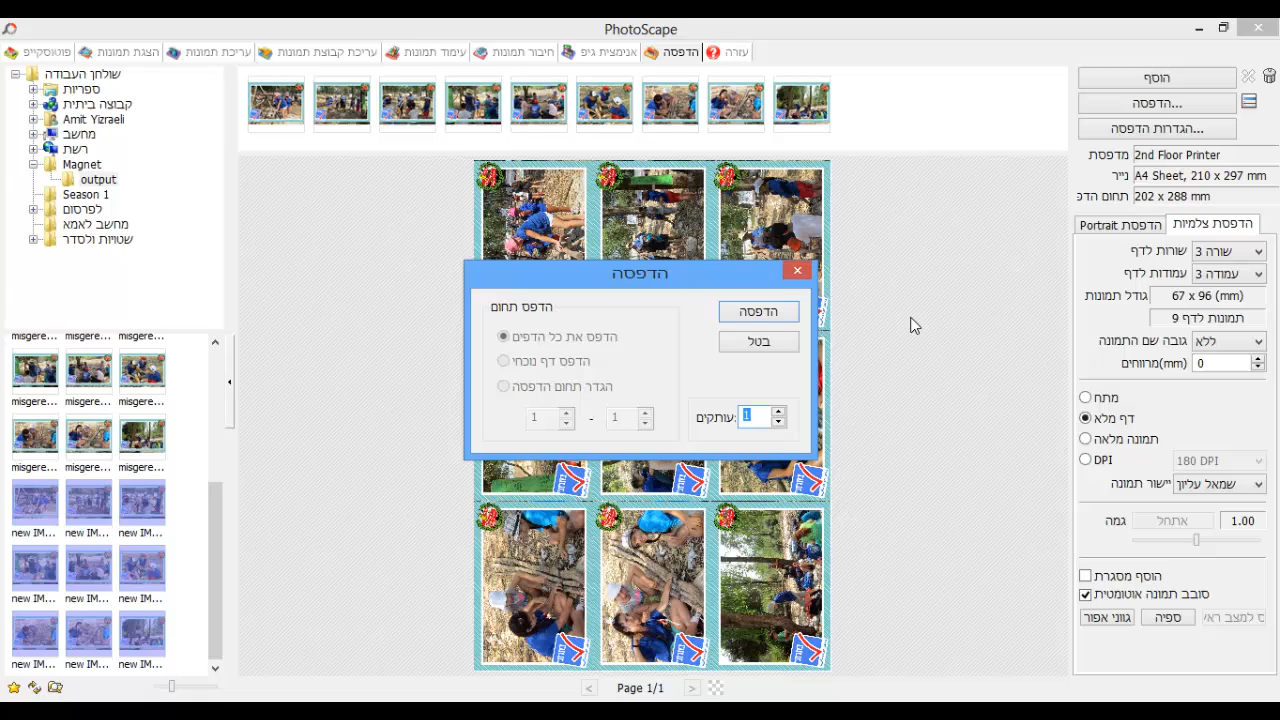 PhotoScape
פוטוסקייפ
הצגת תמונות
עריכת תמונות
עריכת קבוצת תמונות
עימוד תמונות
חיבור תמונות
אנימצית גיפ
הדפסה
עזרה
שולחן העבודה
ספריות
קבוצה ביתית
Amit Yizraeli
מחשב
רשת
Magnet
output
Season 1
לפרסום
מחשב לאמא
שטויות ולסדר
misgere... misgere... misgere...
misgere... misgere... misgere...
misgere... misgere... misgere...
new IM... new IM... new IM...
new IM... new IM... new IM...
new IM... new IM... new IM...
הדפסה
הדפס תחום
הדפס את כל הדפים
הדפס דף נוכחי
הגדר תחום הדפסה
1 - 1
הדפסה
בטל
עותקים: 1
< Page 1/1 >
הוסף
הדפסה...
הגדרות הדפסה...
מדפסת 2nd Floor Printer
נייר A4 Sheet, 210 x 297 mm
תחום הדפ 202 x 288 mm
הדפסת Portrait
הדפסת צלמיות
שורות לדף שורה 3
עמודות לדף עמודה 3
גודל תמונות 67 x 96 (mm)
תמונות לדף 9
גובה שם התמונה ללא
מרווחים(mm) 0
מתח
דף מלא
תמונה מלאה
DPI 180 DPI
יישור תמונה שמאל עליון
גמה אתחל 1.00
הוסף מסגרת
סובב תמונה אוטומטית
גווני אפור
ספיה
ס למצב ראי